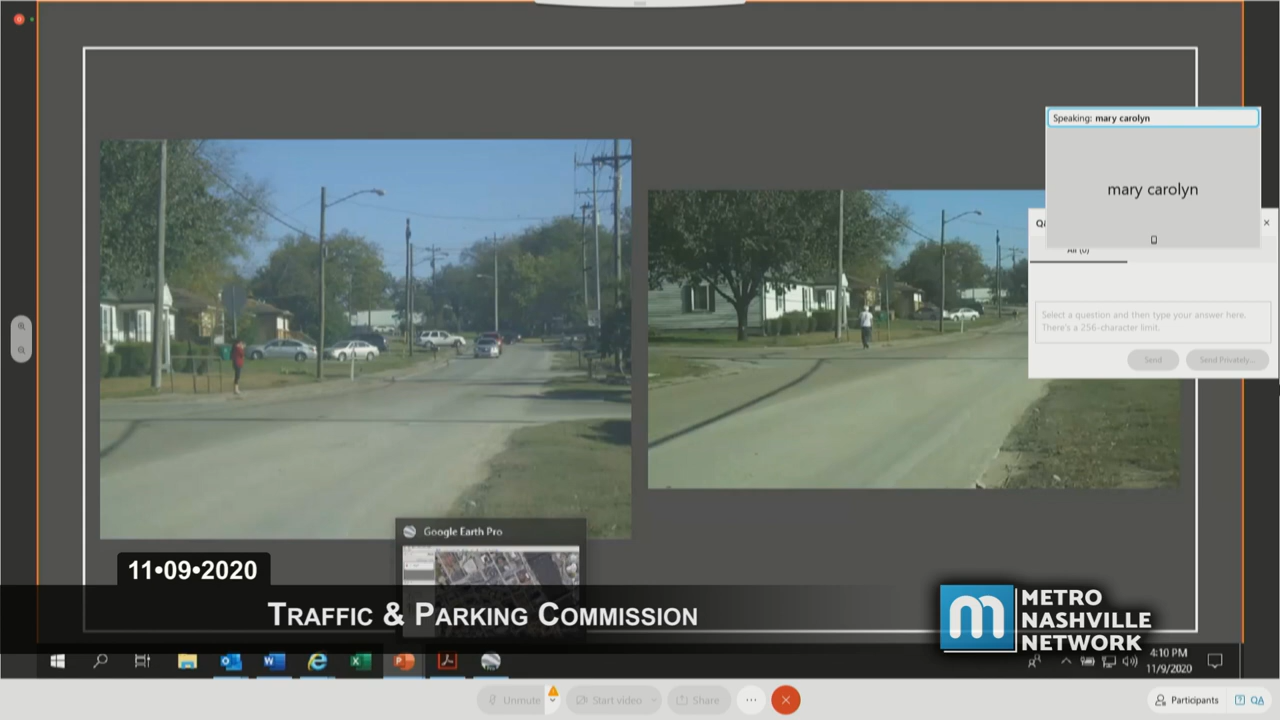 Speaking: mary carolyn
mary carolyn
All (0)
Select a question and then type your answer here.
There's a 256-character limit.
Send
Send Privately...
Google Earth Pro
11•09•2020
TRAFFIC & PARKING COMMISSION
METRO
NASHVILLE
NETWORK
4:10 PM
11/9/2020
Unmute
Start video
Share
Participants
QA